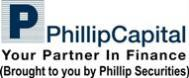 P PhillipCapital
Your Partner In Finance
(Brought to you by Phillip Securities)